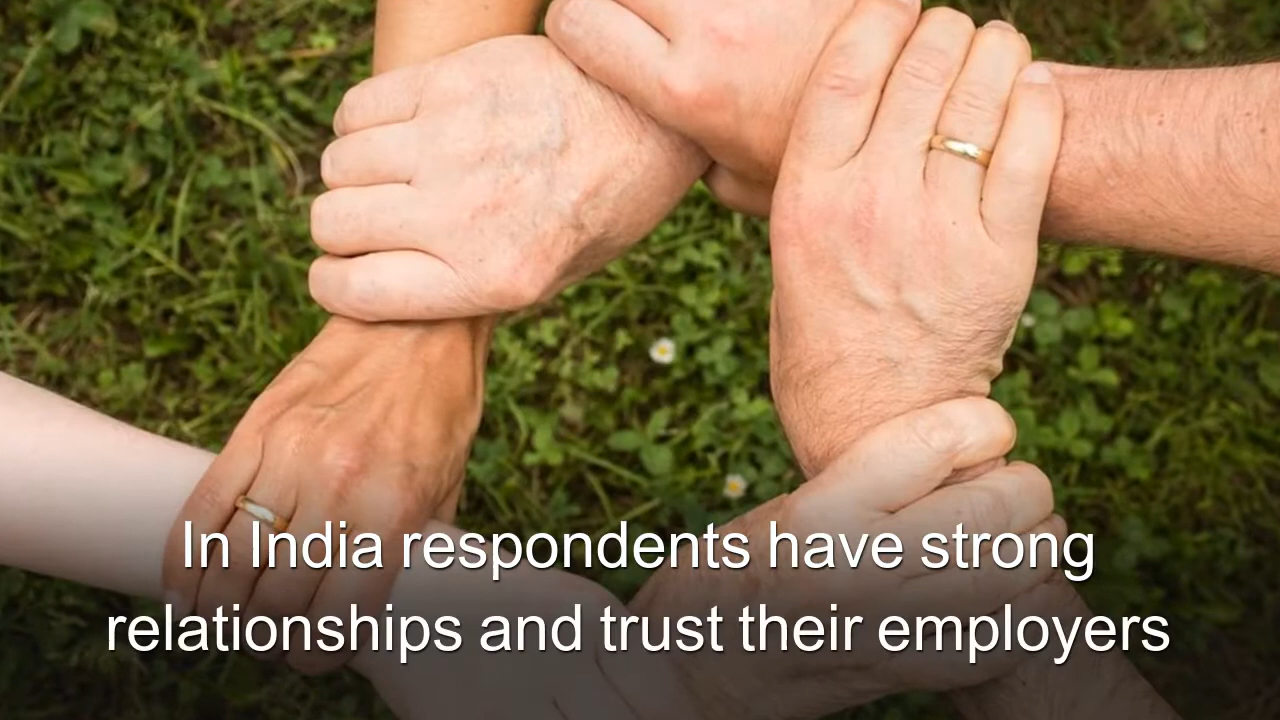 In India respondents have strong
relationships and trust their employers